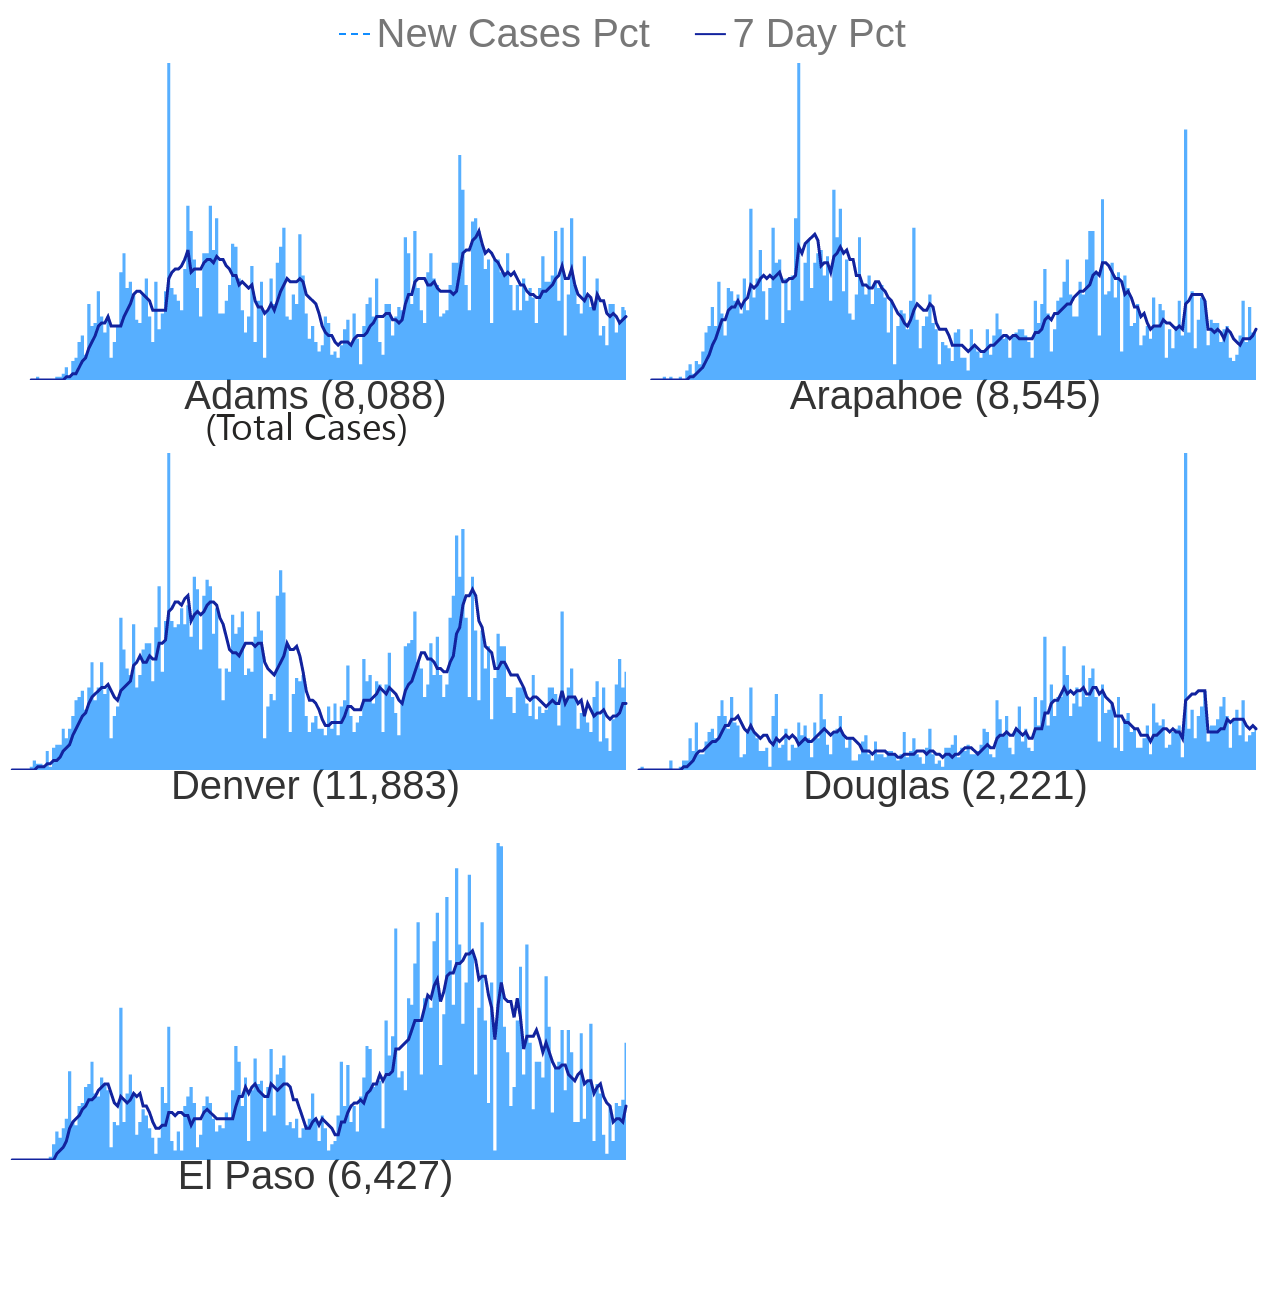 New Cases Pct 7 Day Pct
Adams (8,088) Arapahoe (8,545)
(Total Cases)
Denver (11,883) Douglas (2,221)
El Paso (6,427)